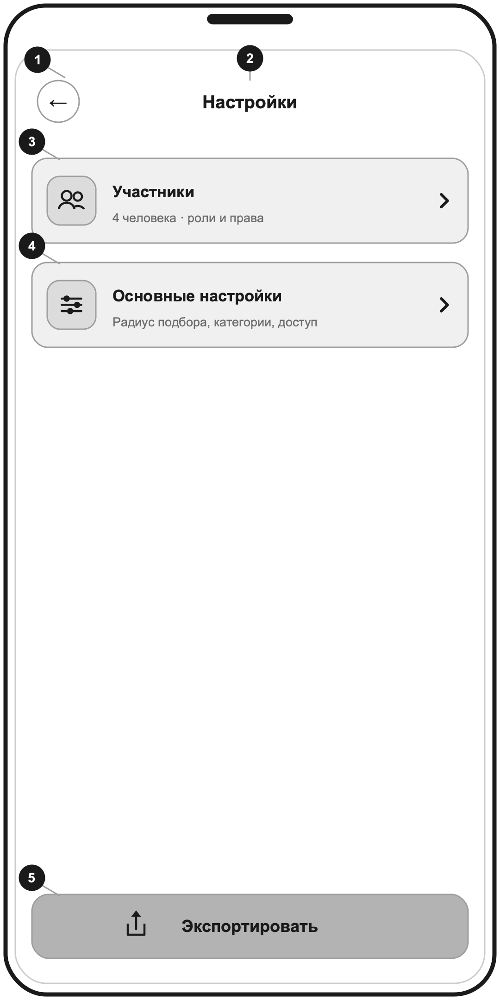 1
2
←
Настройки
3
Участники
4 человека · роли и права
4
Основные настройки
Радиус подбора, категории, доступ
5
Экспортировать